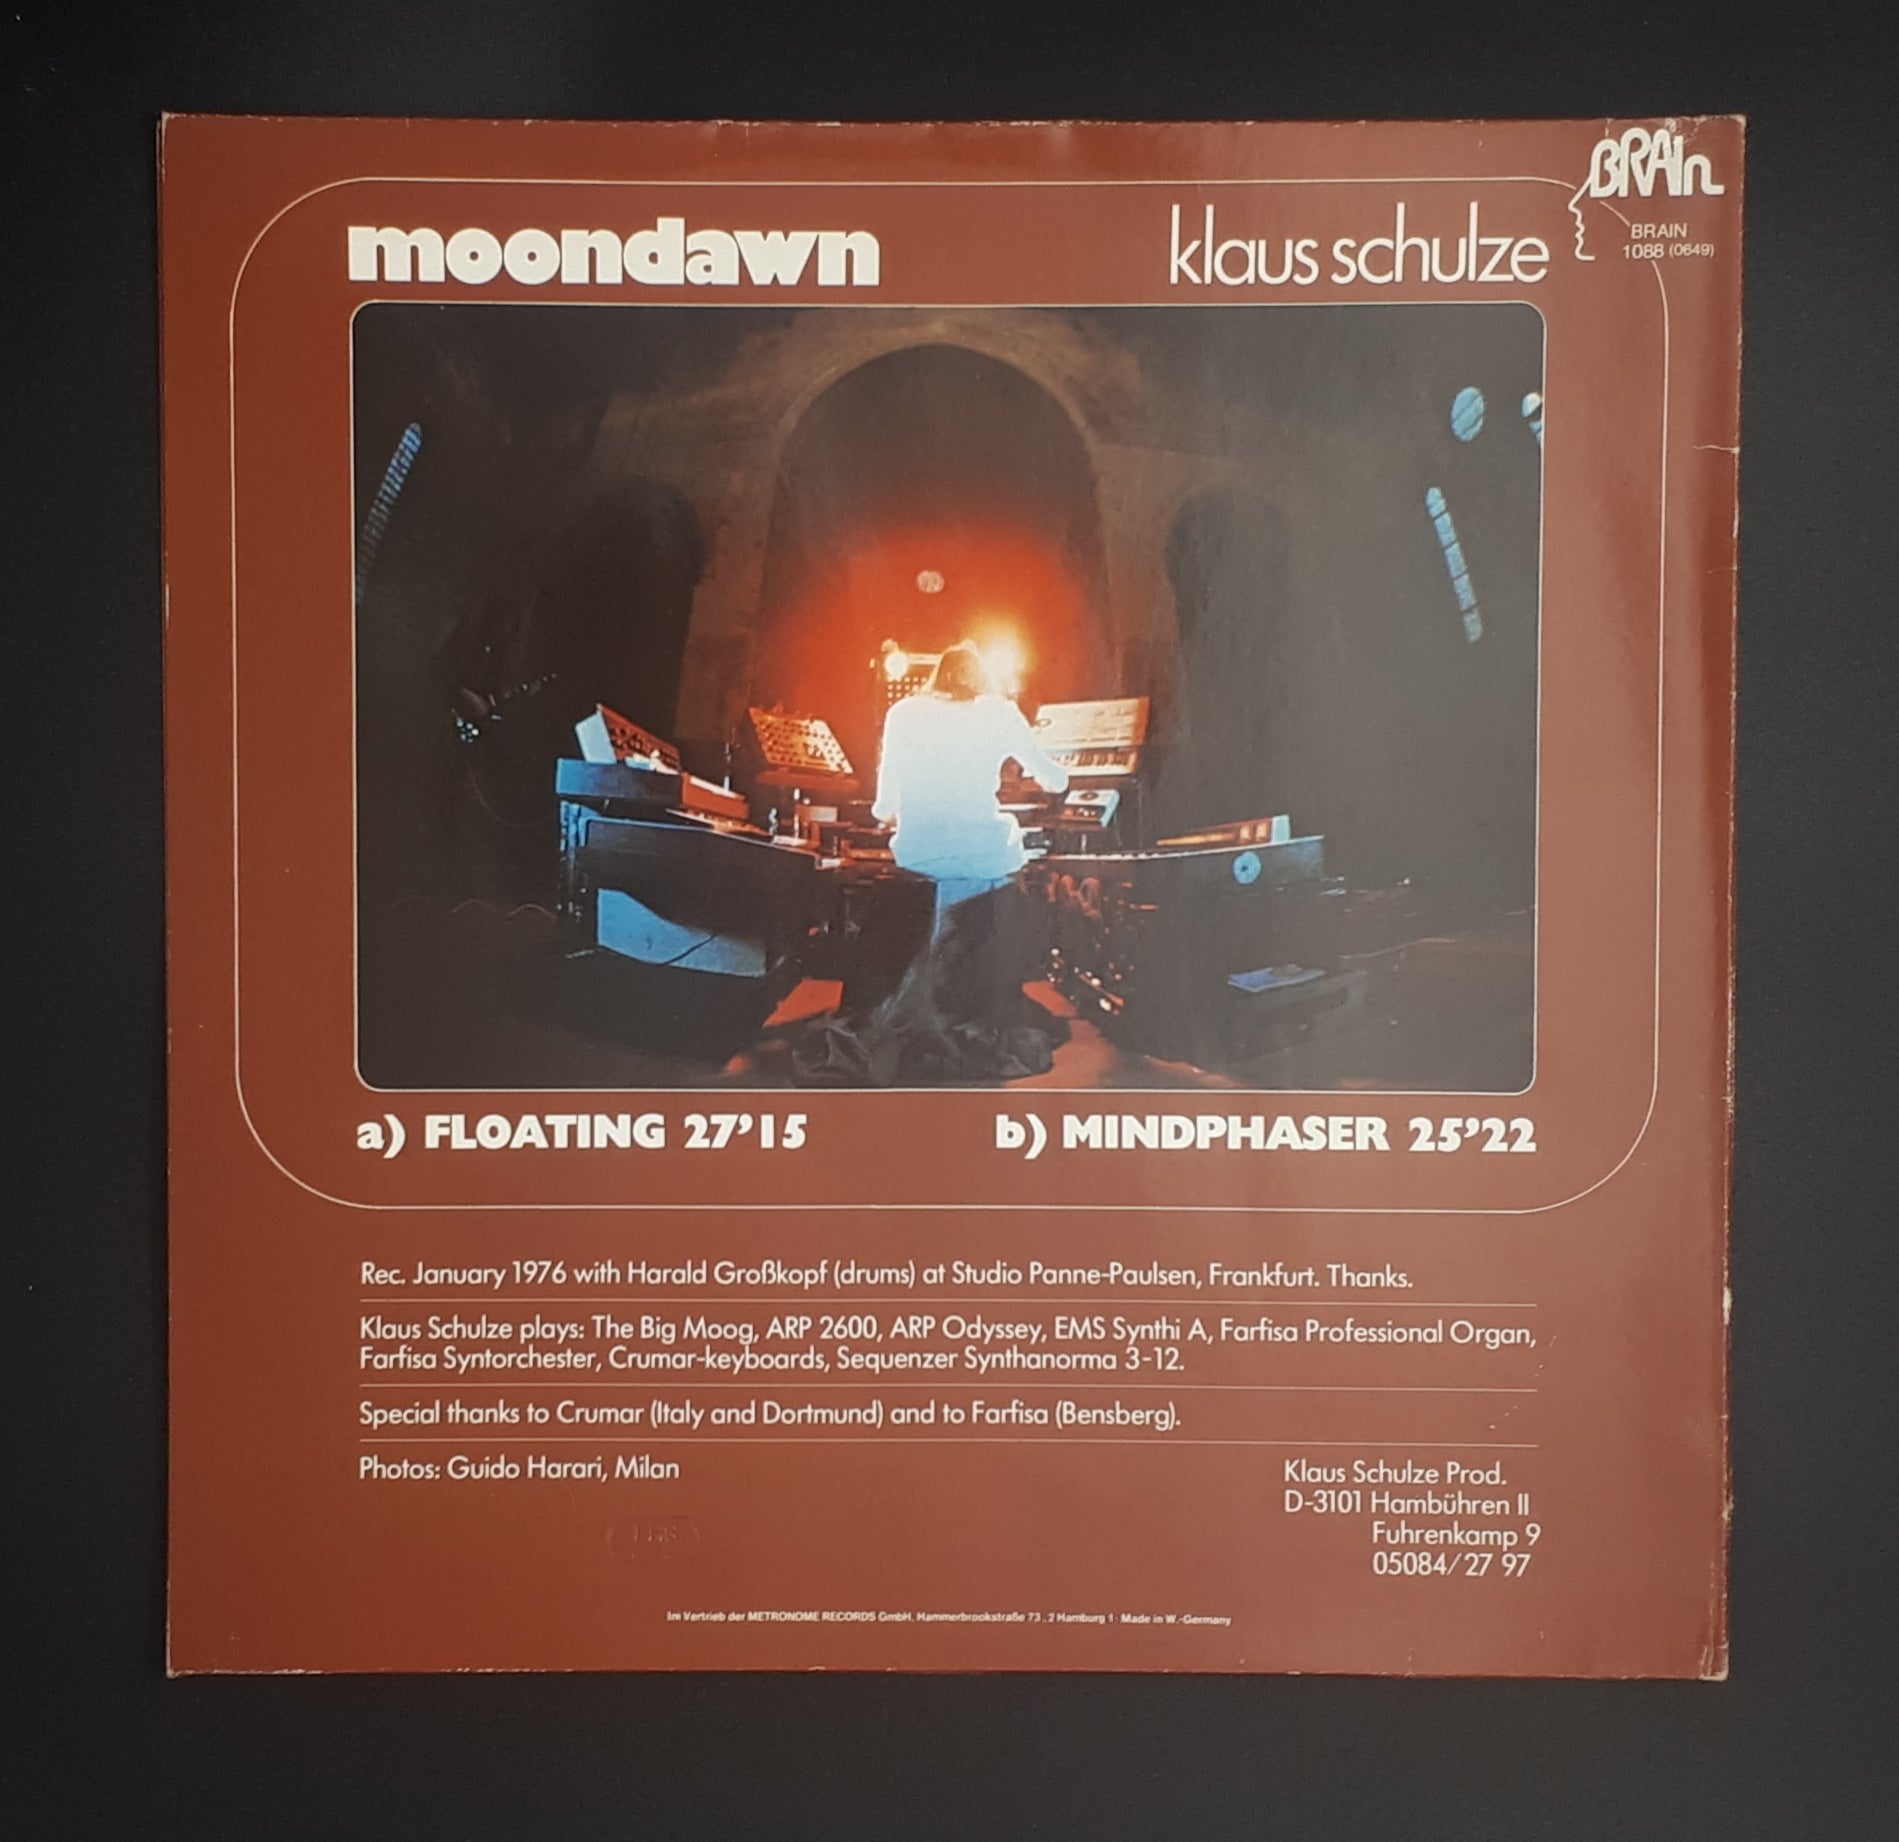 BRAIn
BRAIN
1088 (0649)
moondawn
klaus schulze
a) FLOATING 27'15
b) MINDPHASER 25'22
Rec. January 1976 with Harald Großkopf (drums) at Studio Panne-Paulsen, Frankfurt. Thanks.
Klaus Schulze plays: The Big Moog, ARP 2600, ARP Odyssey, EMS Synthi A, Farfisa Professional Organ,
Farfisa Syntorchester, Crumar-keyboards, Sequenzer Synthanorma 3-12.
Special thanks to Crumar (Italy and Dortmund) and to Farfisa (Bensberg).
Photos: Guido Harari, Milan
Klaus Schulze Prod.
D-3101 Hambühren II
Fuhrenkamp 9
05084/27 97
Im Vertrieb der METRONOME RECORDS GmbH, Hammerbrookstraße 73, 2 Hamburg 1 · Made in W.-Germany